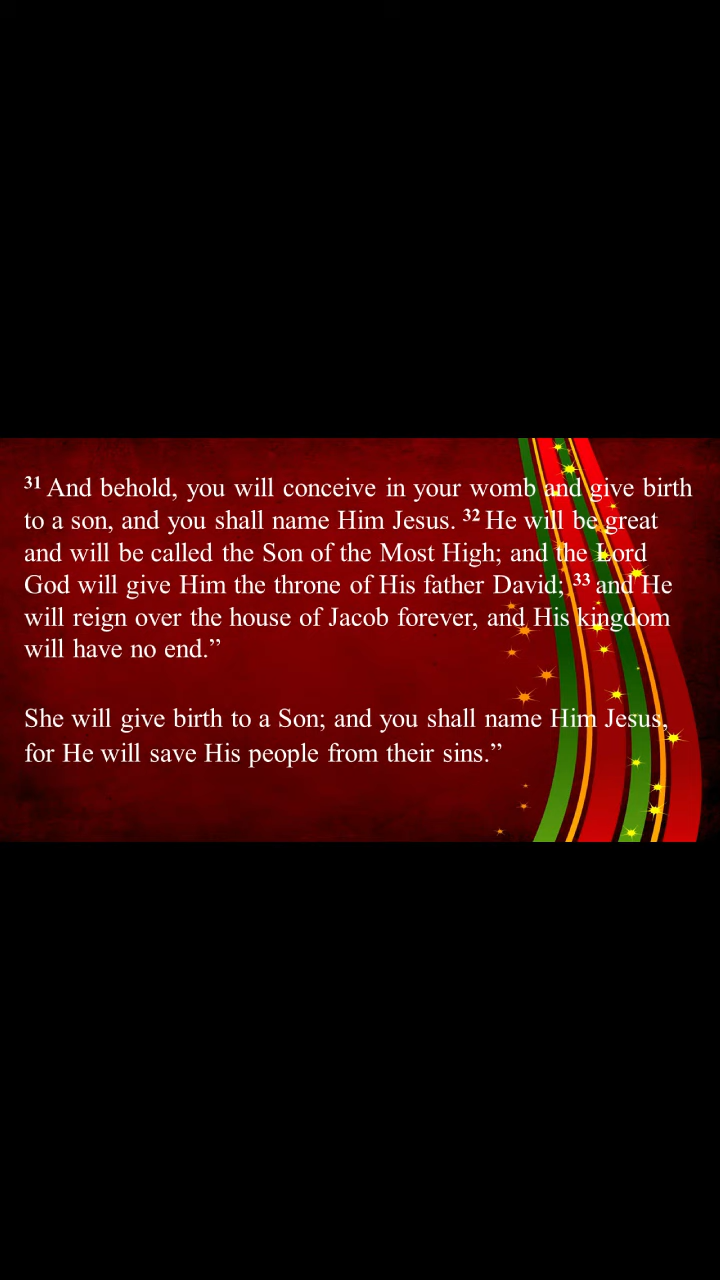 31 And behold, you will conceive in your womb and give birth
to a son, and you shall name Him Jesus. 32 He will be great
and will be called the Son of the Most High; and the Lord
God will give Him the throne of His father David; 33 and He
will reign over the house of Jacob forever, and His kingdom
will have no end.”
She will give birth to a Son; and you shall name Him Jesus,
for He will save His people from their sins.”